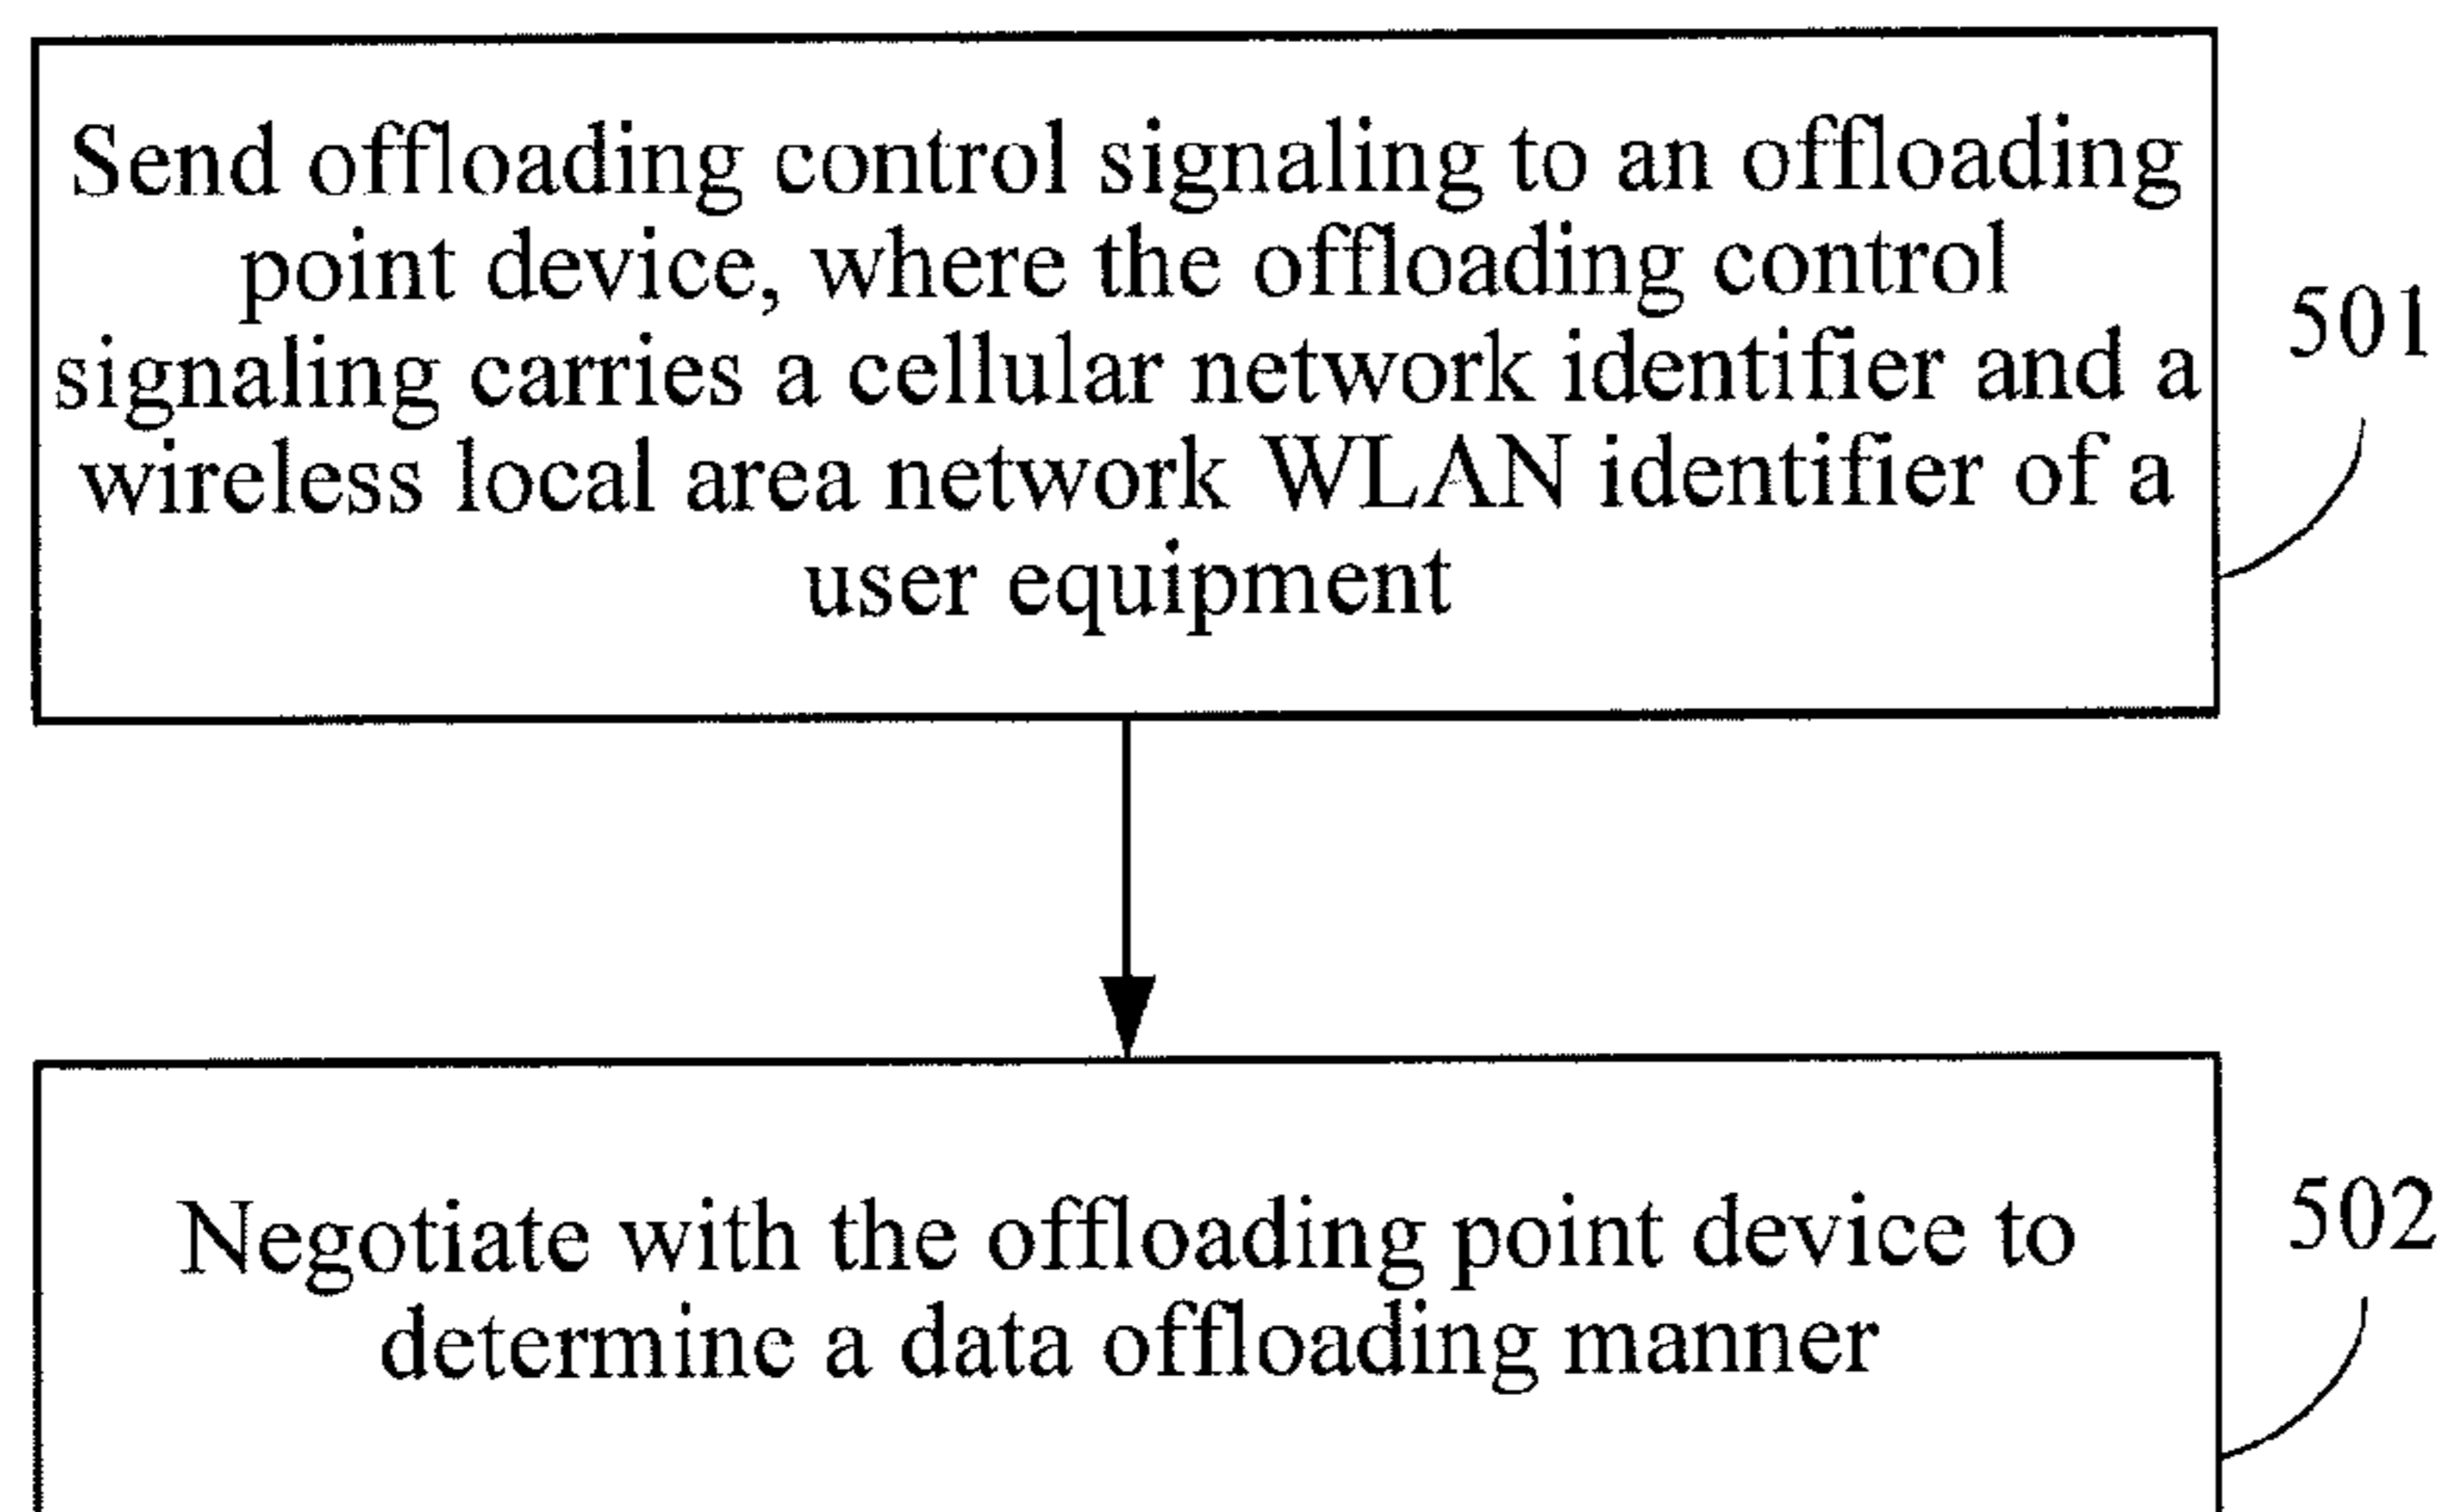 Send offloading control signaling to an offloading
point device, where the offloading control
signaling carries a cellular network identifier and a
wireless local area network WLAN identifier of a
user equipment
501
Negotiate with the offloading point device to
determine a data offloading manner
502